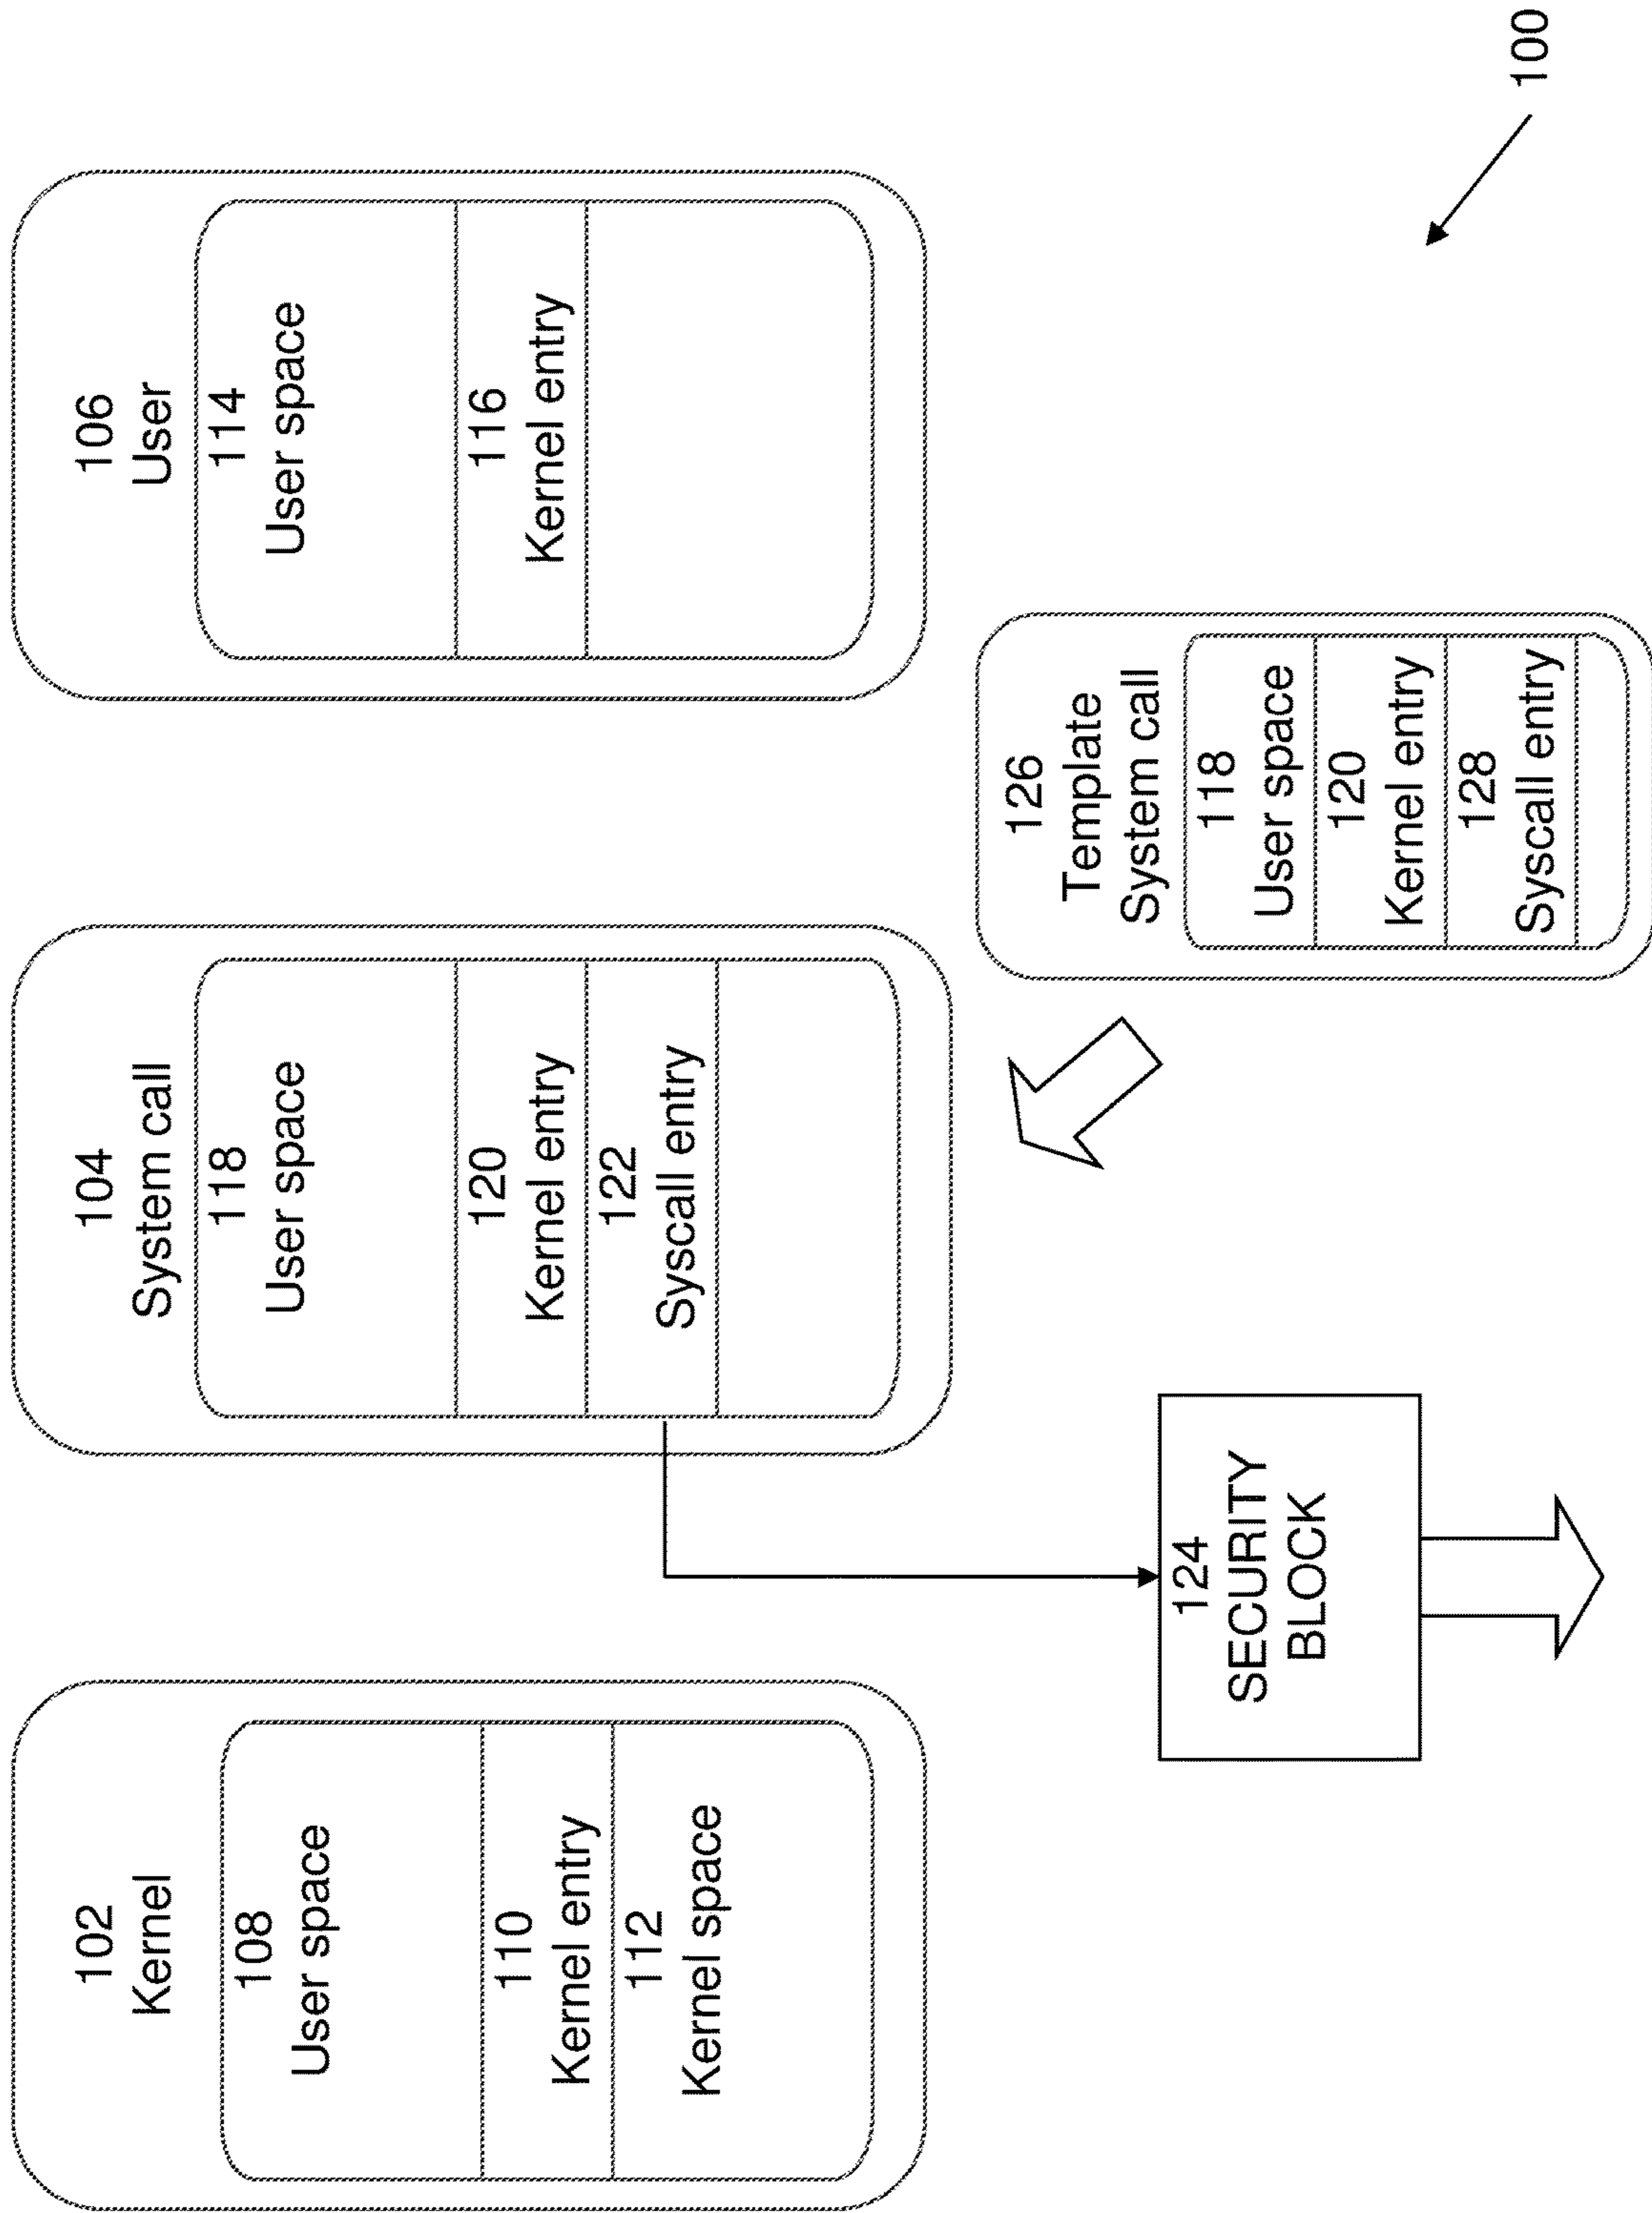 102
Kernel
108
User space
110
Kernel entry
112
Kernel space
104
System call
118
User space
120
Kernel entry
122
Syscall entry
106
User
114
User space
116
Kernel entry
124
SECURITY
BLOCK
126
Template
System call
118
User space
120
Kernel entry
128
Syscall entry
100